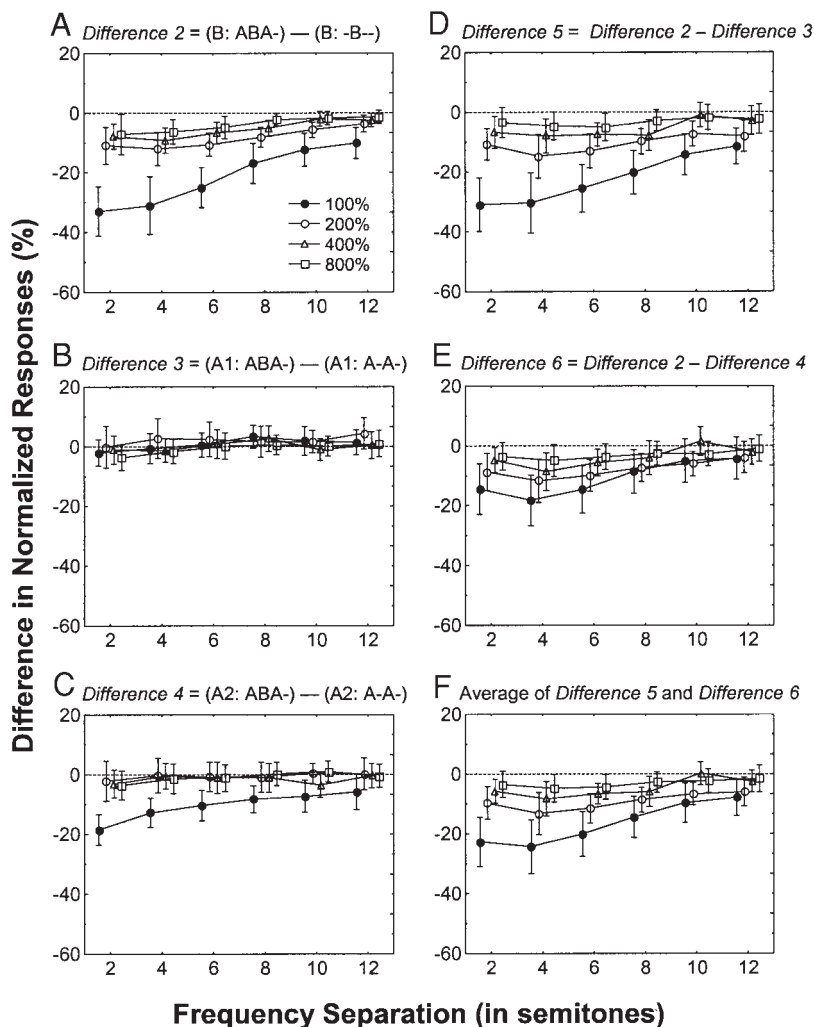 A Difference 2 = (B: ABA-) — (B: -B--)
20
0
-20
-40
-60
100%
200%
400%
800%
2 4 6 8 10 12
B Difference 3 = (A1: ABA-) — (A1: A-A-)
20
0
-20
-40
-60
2 4 6 8 10 12
C Difference 4 = (A2: ABA-) — (A2: A-A-)
20
0
-20
-40
-60
2 4 6 8 10 12
D Difference 5 = Difference 2 – Difference 3
20
0
-20
-40
-60
2 4 6 8 10 12
E Difference 6 = Difference 2 – Difference 4
20
0
-20
-40
-60
2 4 6 8 10 12
F Average of Difference 5 and Difference 6
20
0
-20
-40
-60
2 4 6 8 10 12
Difference in Normalized Responses (%)
Frequency Separation (in semitones)